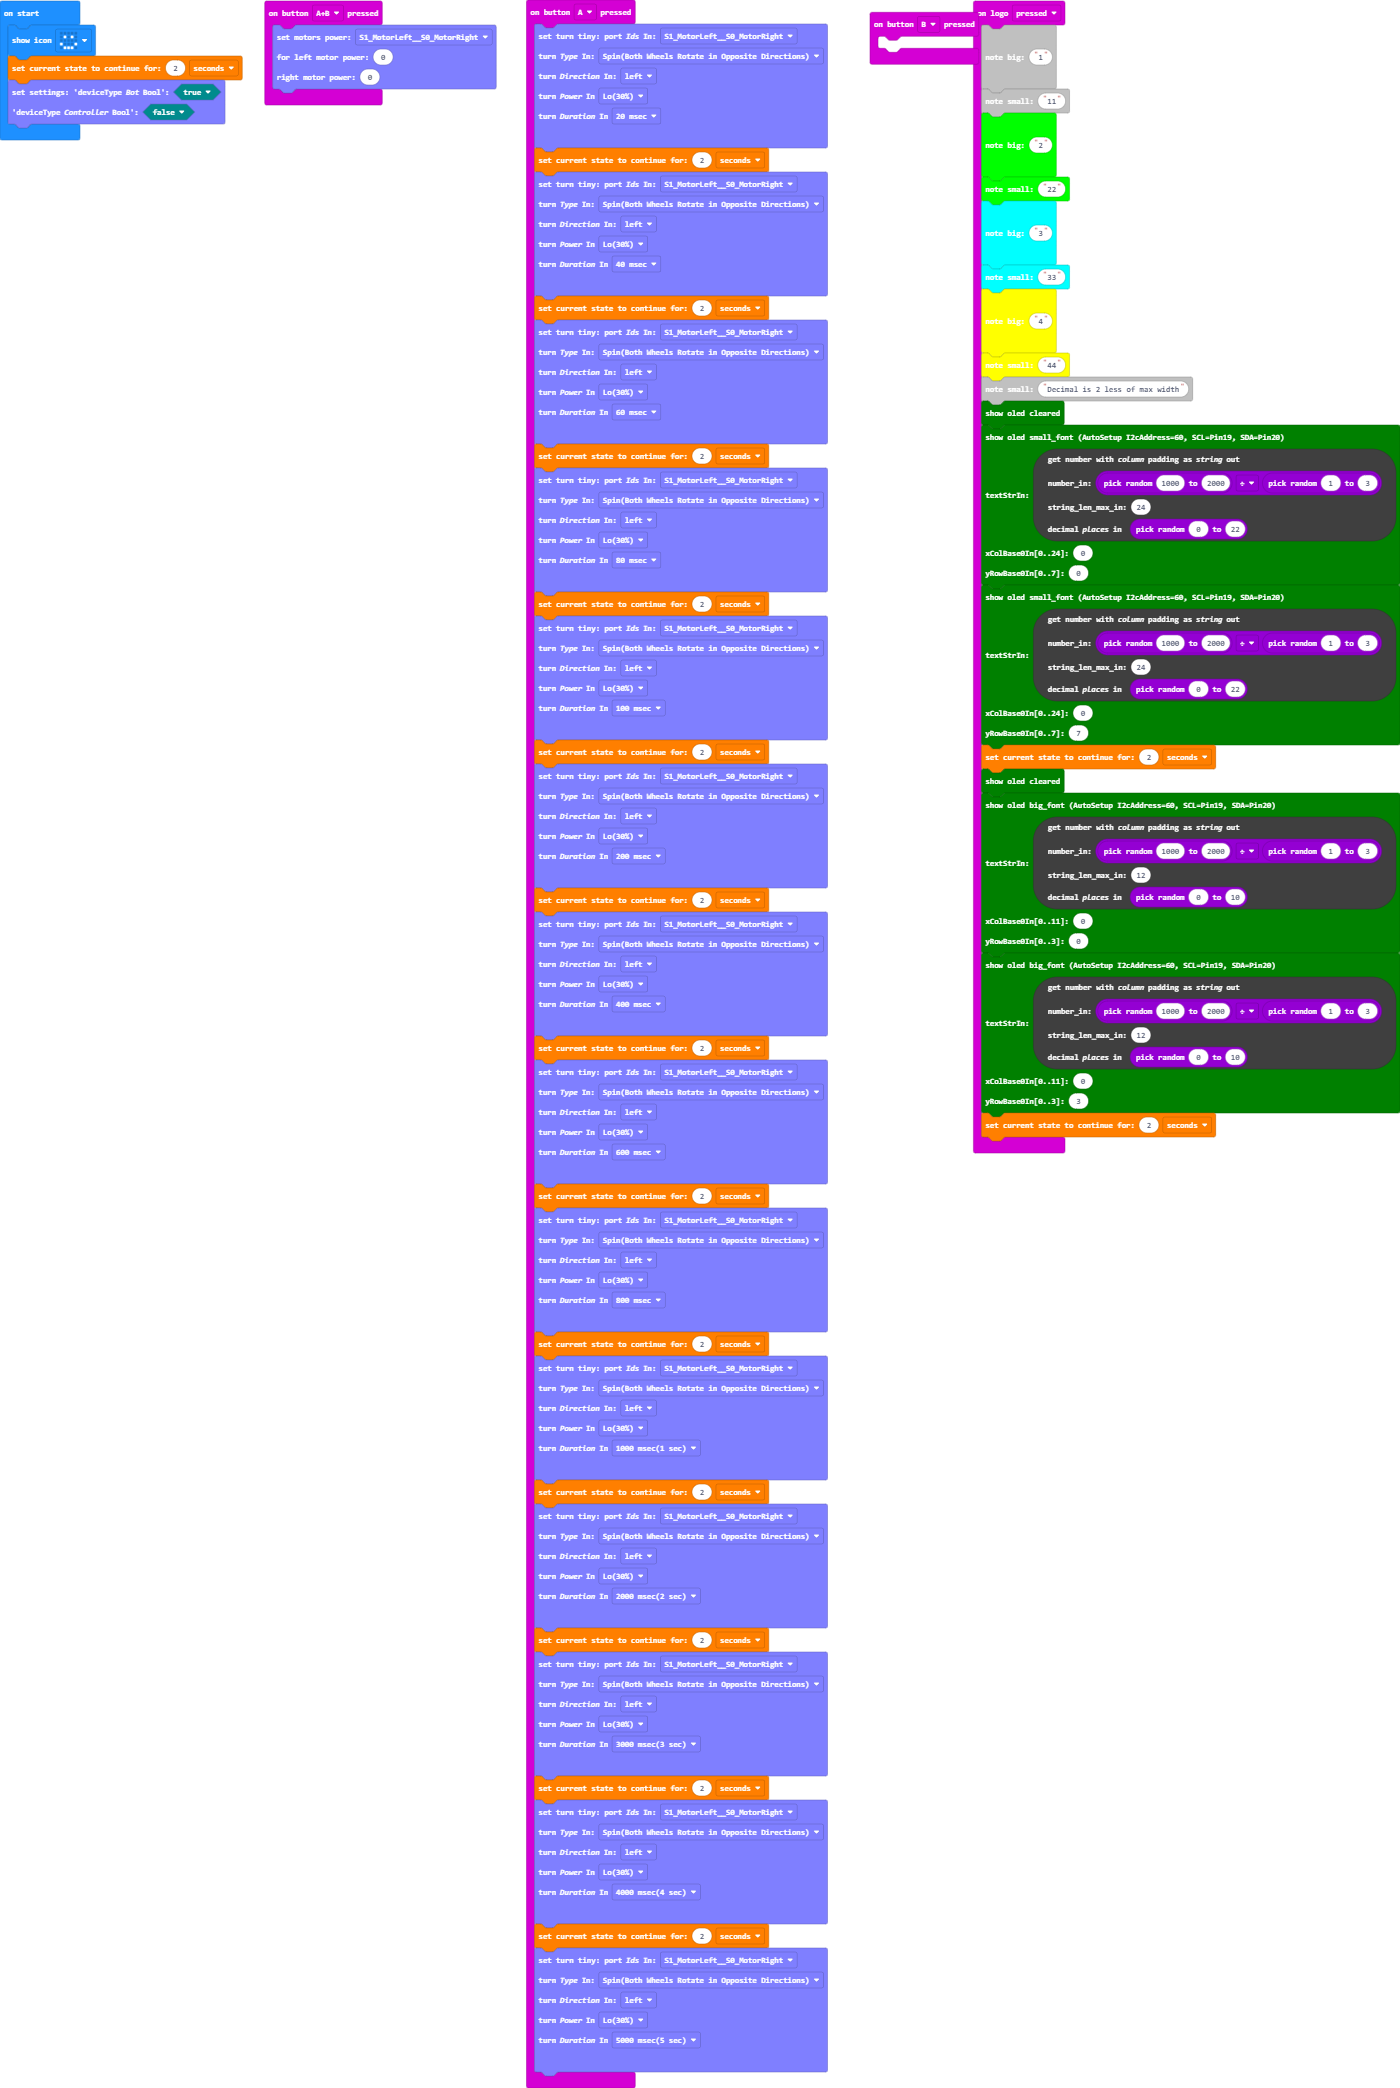 on start
show icon
set current state to continue for: 2 seconds
set settings: 'deviceType Bot Bool': true
'deviceType Controller Bool': false
on button A+B pressed
set motors power: S1_MotorLeft__S0_MotorRight
for left motor power: 0
right motor power: 0
on button A pressed
set turn tiny: port Ids In: S1_MotorLeft__S0_MotorRight
turn Type In: Spin(Both Wheels Rotate in Opposite Directions)
turn Direction In: left
turn Power In Lo(30%)
turn Duration In 20 msec
set current state to continue for: 2 seconds
set turn tiny: port Ids In: S1_MotorLeft__S0_MotorRight
turn Type In: Spin(Both Wheels Rotate in Opposite Directions)
turn Direction In: left
turn Power In Lo(30%)
turn Duration In 40 msec
set current state to continue for: 2 seconds
set turn tiny: port Ids In: S1_MotorLeft__S0_MotorRight
turn Type In: Spin(Both Wheels Rotate in Opposite Directions)
turn Direction In: left
turn Power In Lo(30%)
turn Duration In 60 msec
set current state to continue for: 2 seconds
set turn tiny: port Ids In: S1_MotorLeft__S0_MotorRight
turn Type In: Spin(Both Wheels Rotate in Opposite Directions)
turn Direction In: left
turn Power In Lo(30%)
turn Duration In 80 msec
set current state to continue for: 2 seconds
set turn tiny: port Ids In: S1_MotorLeft__S0_MotorRight
turn Type In: Spin(Both Wheels Rotate in Opposite Directions)
turn Direction In: left
turn Power In Lo(30%)
turn Duration In 100 msec
set current state to continue for: 2 seconds
set turn tiny: port Ids In: S1_MotorLeft__S0_MotorRight
turn Type In: Spin(Both Wheels Rotate in Opposite Directions)
turn Direction In: left
turn Power In Lo(30%)
turn Duration In 200 msec
set current state to continue for: 2 seconds
set turn tiny: port Ids In: S1_MotorLeft__S0_MotorRight
turn Type In: Spin(Both Wheels Rotate in Opposite Directions)
turn Direction In: left
turn Power In Lo(30%)
turn Duration In 400 msec
set current state to continue for: 2 seconds
set turn tiny: port Ids In: S1_MotorLeft__S0_MotorRight
turn Type In: Spin(Both Wheels Rotate in Opposite Directions)
turn Direction In: left
turn Power In Lo(30%)
turn Duration In 600 msec
set current state to continue for: 2 seconds
set turn tiny: port Ids In: S1_MotorLeft__S0_MotorRight
turn Type In: Spin(Both Wheels Rotate in Opposite Directions)
turn Direction In: left
turn Power In Lo(30%)
turn Duration In 800 msec
set current state to continue for: 2 seconds
set turn tiny: port Ids In: S1_MotorLeft__S0_MotorRight
turn Type In: Spin(Both Wheels Rotate in Opposite Directions)
turn Direction In: left
turn Power In Lo(30%)
turn Duration In 1000 msec(1 sec)
set current state to continue for: 2 seconds
set turn tiny: port Ids In: S1_MotorLeft__S0_MotorRight
turn Type In: Spin(Both Wheels Rotate in Opposite Directions)
turn Direction In: left
turn Power In Lo(30%)
turn Duration In 2000 msec(2 sec)
set current state to continue for: 2 seconds
set turn tiny: port Ids In: S1_MotorLeft__S0_MotorRight
turn Type In: Spin(Both Wheels Rotate in Opposite Directions)
turn Direction In: left
turn Power In Lo(30%)
turn Duration In 3000 msec(3 sec)
set current state to continue for: 2 seconds
set turn tiny: port Ids In: S1_MotorLeft__S0_MotorRight
turn Type In: Spin(Both Wheels Rotate in Opposite Directions)
turn Direction In: left
turn Power In Lo(30%)
turn Duration In 4000 msec(4 sec)
set current state to continue for: 2 seconds
set turn tiny: port Ids In: S1_MotorLeft__S0_MotorRight
turn Type In: Spin(Both Wheels Rotate in Opposite Directions)
turn Direction In: left
turn Power In Lo(30%)
turn Duration In 5000 msec(5 sec)
on button B pressed
on logo pressed
note big: "1"
note small: "11"
note big: "2"
note small: "22"
note big: "3"
note small: "33"
note big: "4"
note small: "44"
note small: "Decimal is 2 less of max width"
show oled cleared
show oled small_font (AutoSetup I2cAddress=60, SCL=Pin19, SDA=Pin20)
get number with column padding as string out
number_in: pick random 1000 to 2000 ÷ pick random 1 to 3
textStrIn:
string_len_max_in: 24
decimal places in pick random 0 to 22
xColBase0In[0..24]: 0
yRowBase0In[0..7]: 0
show oled small_font (AutoSetup I2cAddress=60, SCL=Pin19, SDA=Pin20)
get number with column padding as string out
number_in: pick random 1000 to 2000 ÷ pick random 1 to 3
textStrIn:
string_len_max_in: 24
decimal places in pick random 0 to 22
xColBase0In[0..24]: 0
yRowBase0In[0..7]: 7
set current state to continue for: 2 seconds
show oled cleared
show oled big_font (AutoSetup I2cAddress=60, SCL=Pin19, SDA=Pin20)
get number with column padding as string out
number_in: pick random 1000 to 2000 ÷ pick random 1 to 3
textStrIn:
string_len_max_in: 12
decimal places in pick random 0 to 10
xColBase0In[0..11]: 0
yRowBase0In[0..3]: 0
show oled big_font (AutoSetup I2cAddress=60, SCL=Pin19, SDA=Pin20)
get number with column padding as string out
number_in: pick random 1000 to 2000 ÷ pick random 1 to 3
textStrIn:
string_len_max_in: 12
decimal places in pick random 0 to 10
xColBase0In[0..11]: 0
yRowBase0In[0..3]: 3
set current state to continue for: 2 seconds